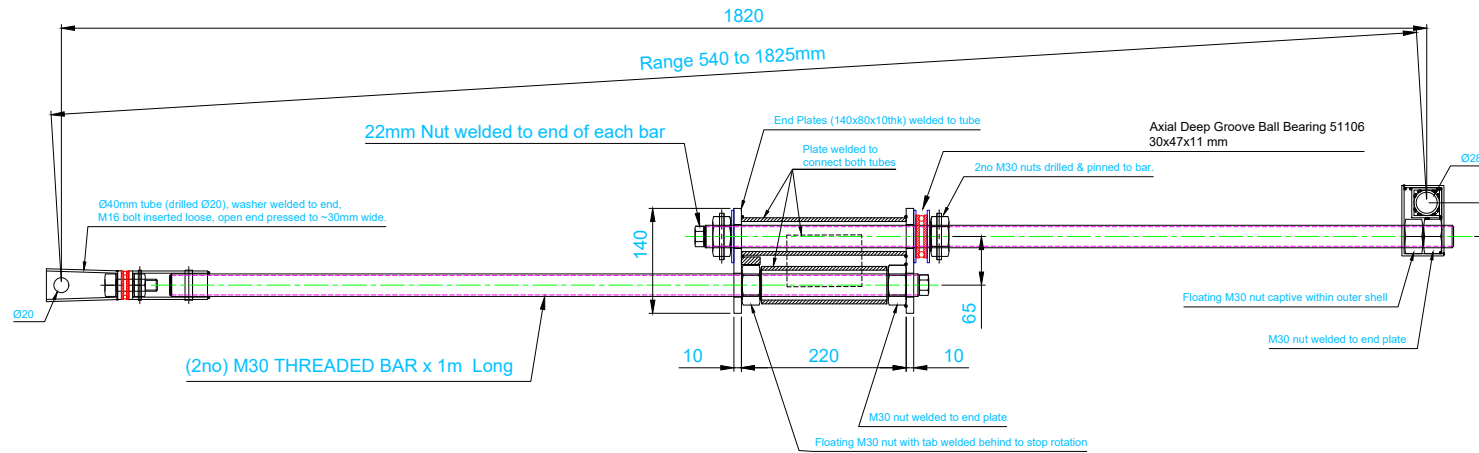 1820
Range 540 to 1825mm
22mm Nut welded to end of each bar
End Plates (140x80x10thk) welded to tube
Plate welded to
connect both tubes
Axial Deep Groove Ball Bearing 51106
30x47x11 mm
2no M30 nuts drilled & pinned to bar.
Ø40mm tube (drilled Ø20), washer welded to end,
M16 bolt inserted loose, open end pressed to ~30mm wide.
140
65
Ø20
Floating M30 nut captive within outer shell
M30 nut welded to end plate
(2no) M30 THREADED BAR x 1m Long
10
220
10
M30 nut welded to end plate
Floating M30 nut with tab welded behind to stop rotation